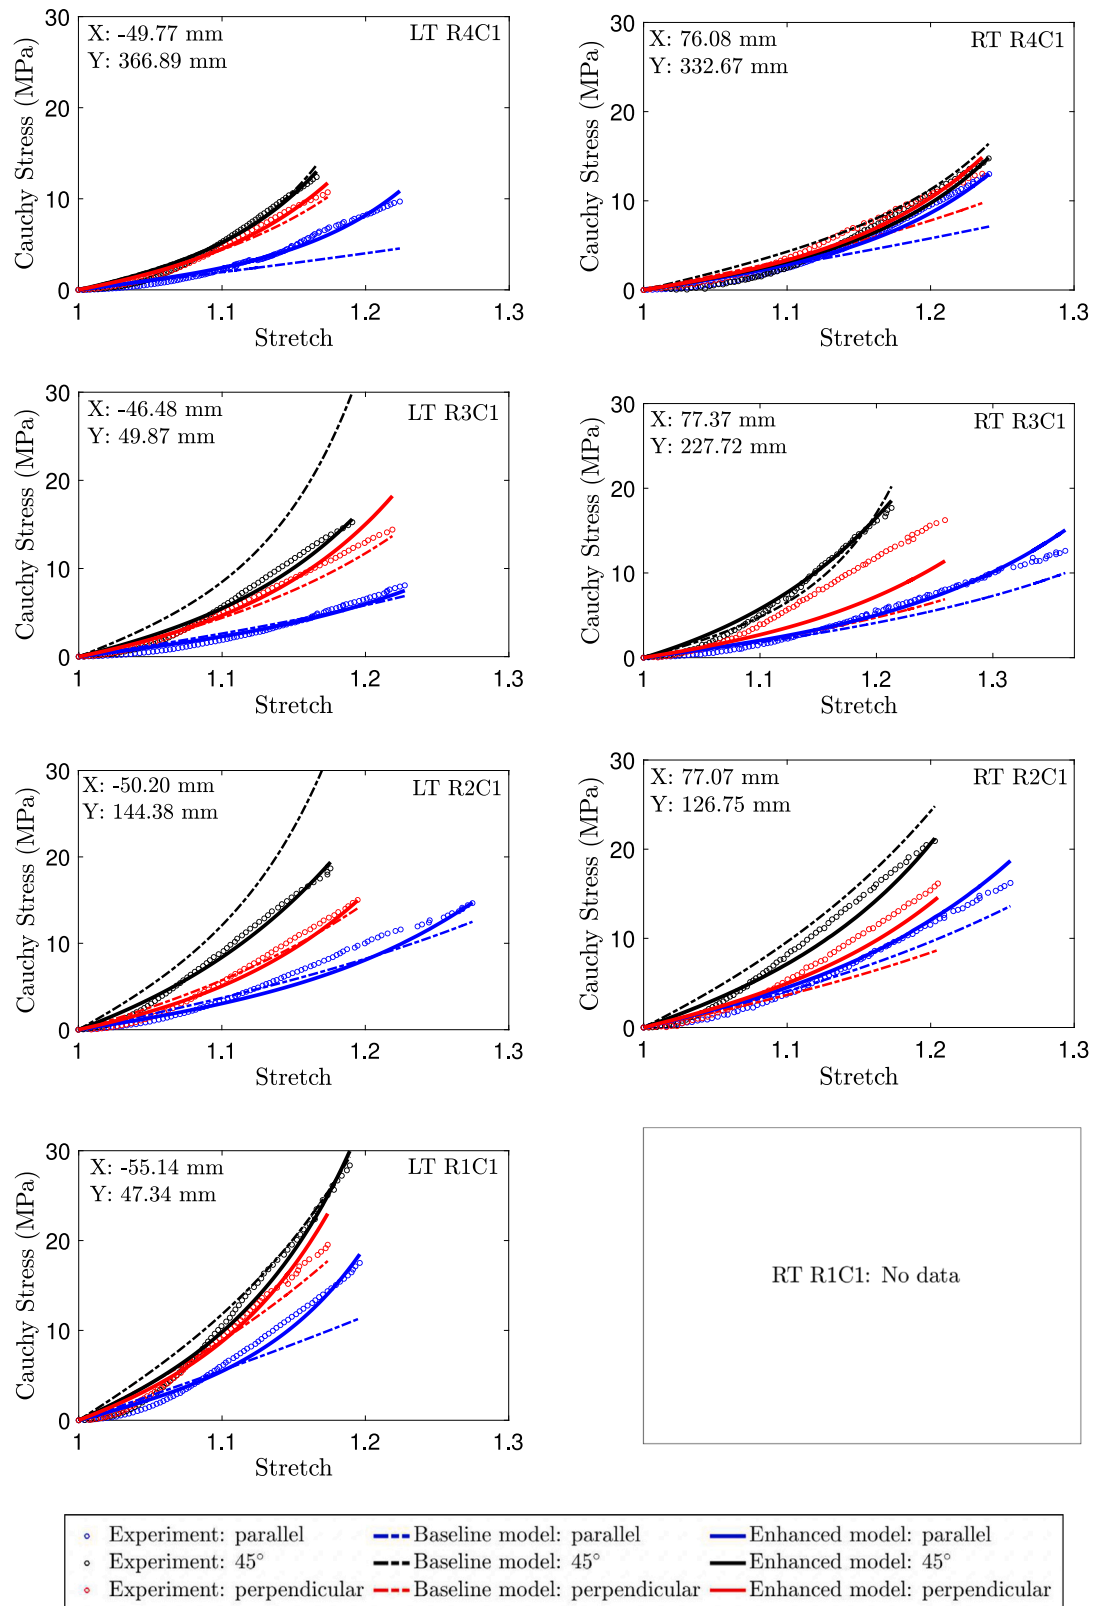 X: -49.77 mm
Y: 366.89 mm
LT R4C1
Cauchy Stress (MPa)
30
20
10
0
1
1.1
1.2
1.3
Stretch
X: 76.08 mm
Y: 332.67 mm
RT R4C1
Cauchy Stress (MPa)
30
20
10
0
1
1.1
1.2
1.3
Stretch
X: -46.48 mm
Y: 49.87 mm
LT R3C1
Cauchy Stress (MPa)
30
20
10
0
1
1.1
1.2
1.3
Stretch
X: 77.37 mm
Y: 227.72 mm
RT R3C1
Cauchy Stress (MPa)
30
20
10
0
1
1.1
1.2
1.3
Stretch
X: -50.20 mm
Y: 144.38 mm
LT R2C1
Cauchy Stress (MPa)
30
20
10
0
1
1.1
1.2
1.3
Stretch
X: 77.07 mm
Y: 126.75 mm
RT R2C1
Cauchy Stress (MPa)
30
20
10
0
1
1.1
1.2
1.3
Stretch
X: -55.14 mm
Y: 47.34 mm
LT R1C1
Cauchy Stress (MPa)
30
20
10
0
1
1.1
1.2
1.3
Stretch
RT R1C1: No data
Experiment: parallel
Baseline model: parallel
Enhanced model: parallel
Experiment: 45°
Baseline model: 45°
Enhanced model: 45°
Experiment: perpendicular
Baseline model: perpendicular
Enhanced model: perpendicular